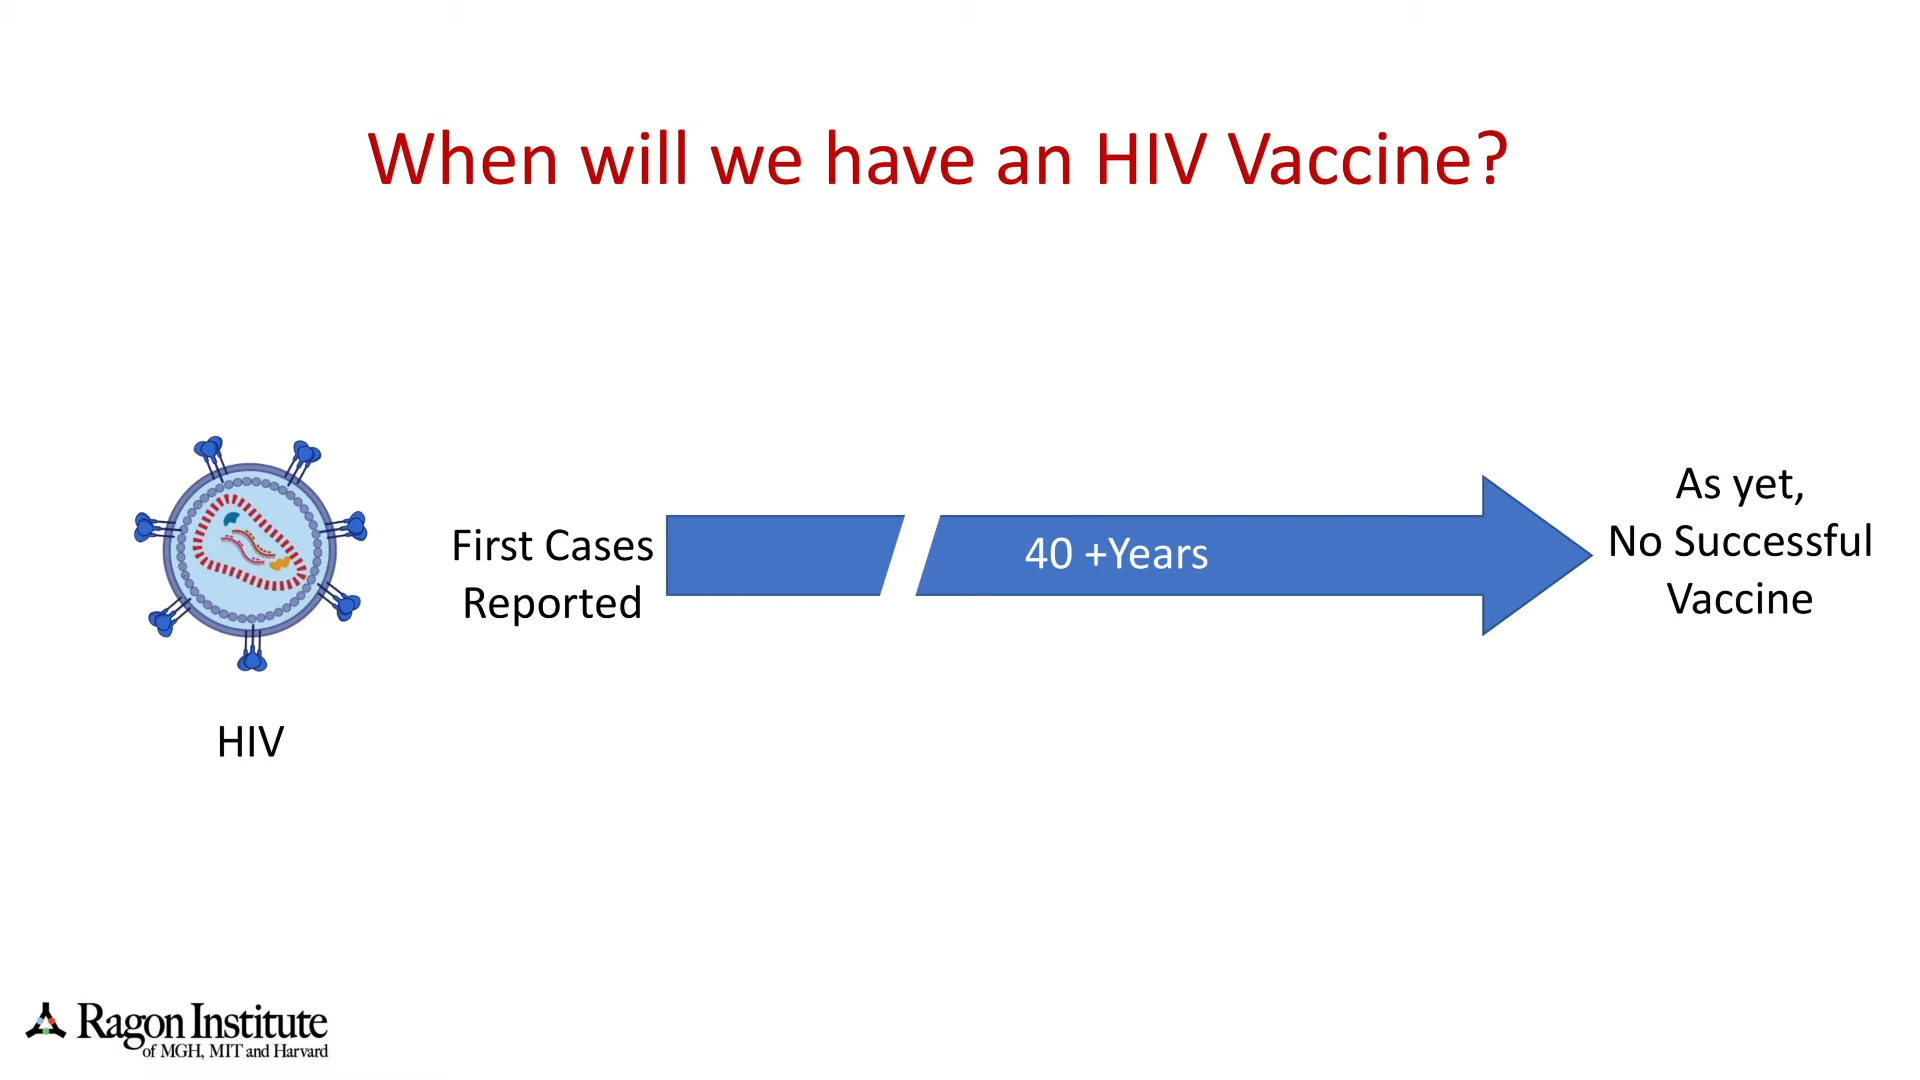 When will we have an HIV Vaccine?
HIV
First Cases
Reported
40 +Years
As yet,
No Successful
Vaccine
Ragon Institute
of MGH, MIT and Harvard